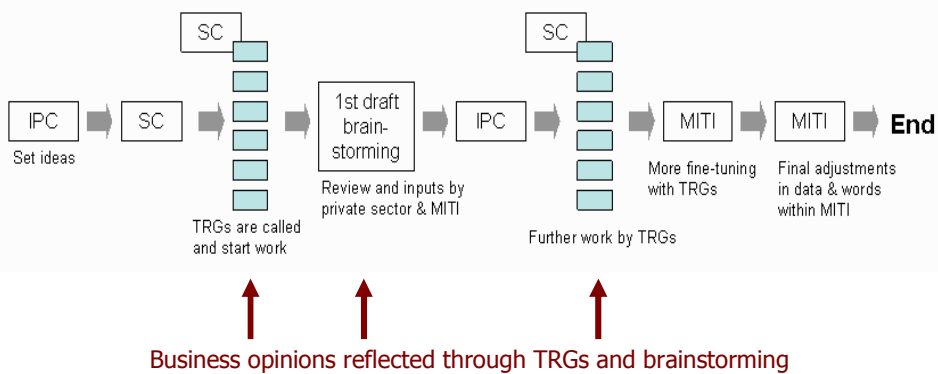 SC
SC
IPC
SC
1st draft
brain-
storming
IPC
MITI
MITI
End
Set ideas
TRGs are called
and start work
Review and inputs by
private sector & MITI
Further work by TRGs
More fine-tuning
with TRGs
Final adjustments
in data & words
within MITI
Business opinions reflected through TRGs and brainstorming